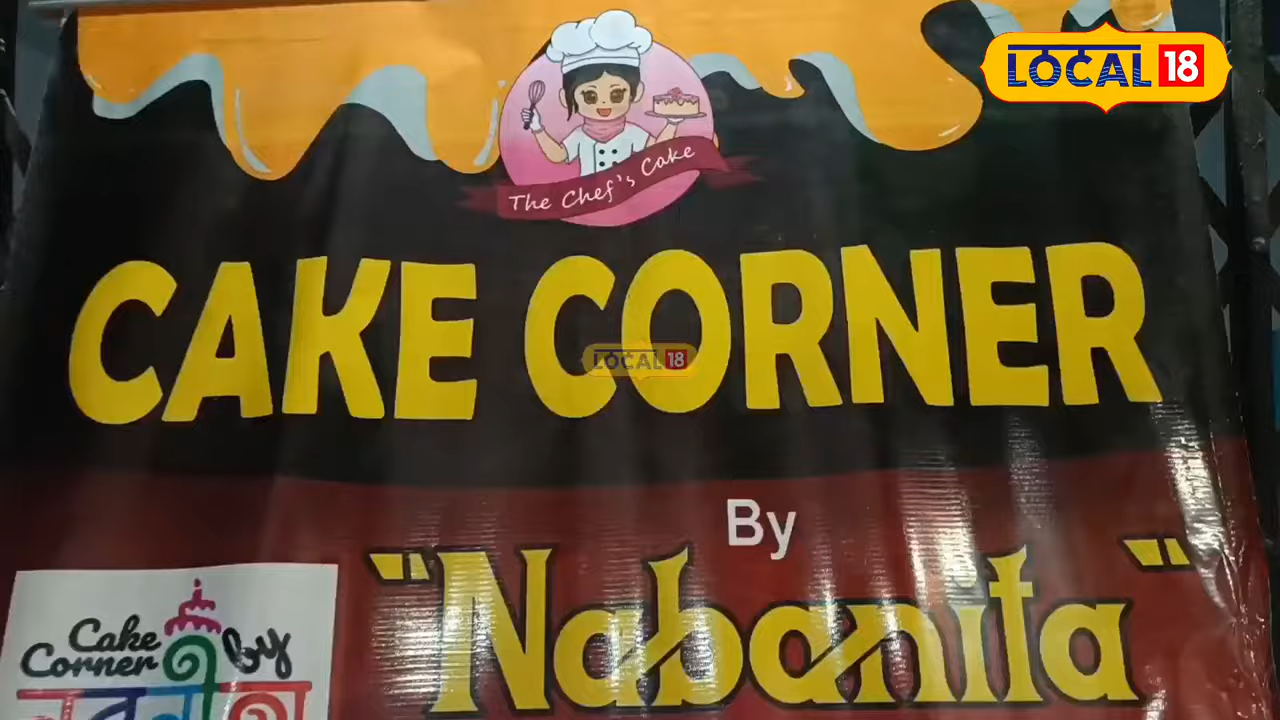 LOCAL 18
The Chef's Cake
CAKE CORNER
LOCAL 18
By
"Nabanita"
Cake
Corner by